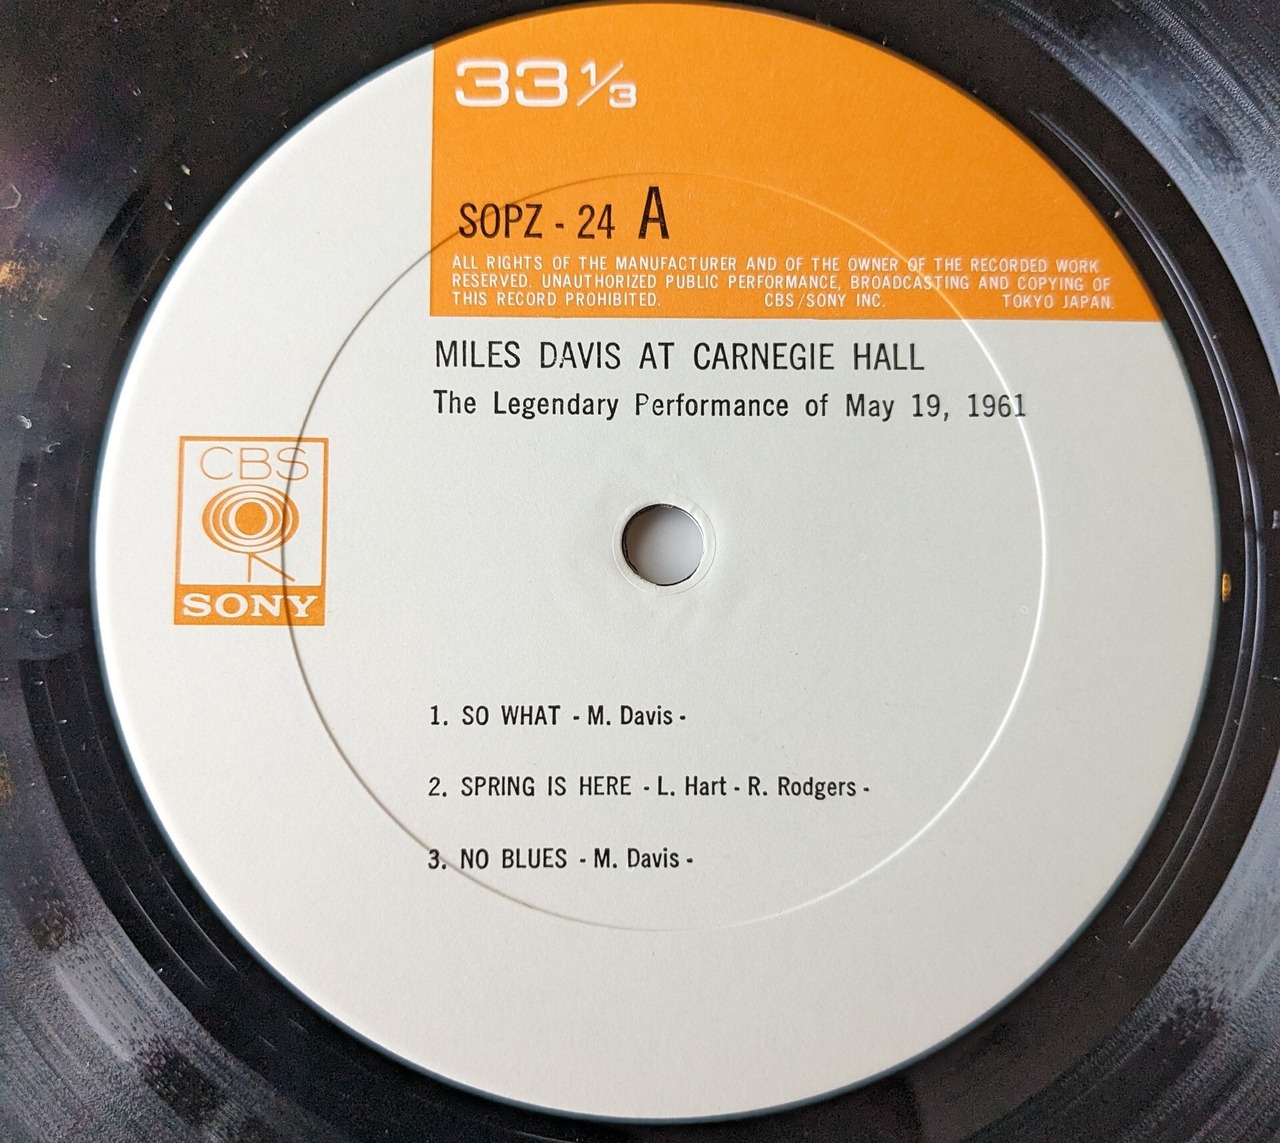 33 1/3
SOPZ - 24 A
ALL RIGHTS OF THE MANUFACTURER AND OF THE OWNER OF THE RECORDED WORK
RESERVED. UNAUTHORIZED PUBLIC PERFORMANCE, BROADCASTING AND COPYING OF
THIS RECORD PROHIBITED. CBS/SONY INC. TOKYO JAPAN.
MILES DAVIS AT CARNEGIE HALL
The Legendary Performance of May 19, 1961
CBS
SONY
1. SO WHAT - M. Davis -
2. SPRING IS HERE - L. Hart - R. Rodgers -
3. NO BLUES - M. Davis -